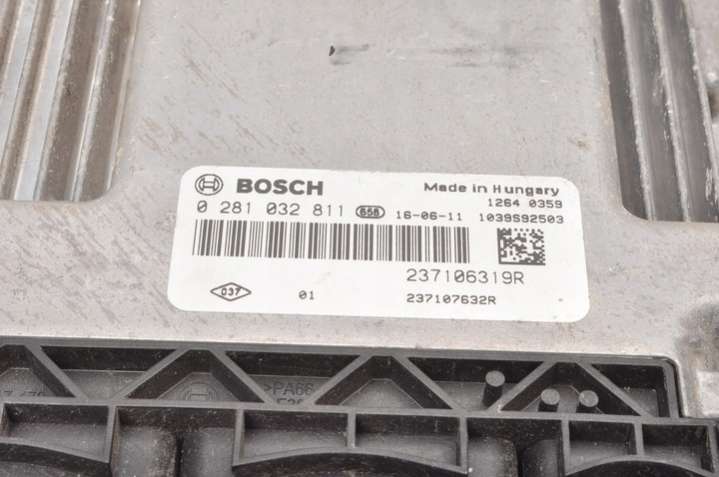 BOSCH Made in Hungary
1264 0359
0 281 032 811 658 16-06-11 1039S92503
237106319R
037 01 237107632R
>PA66